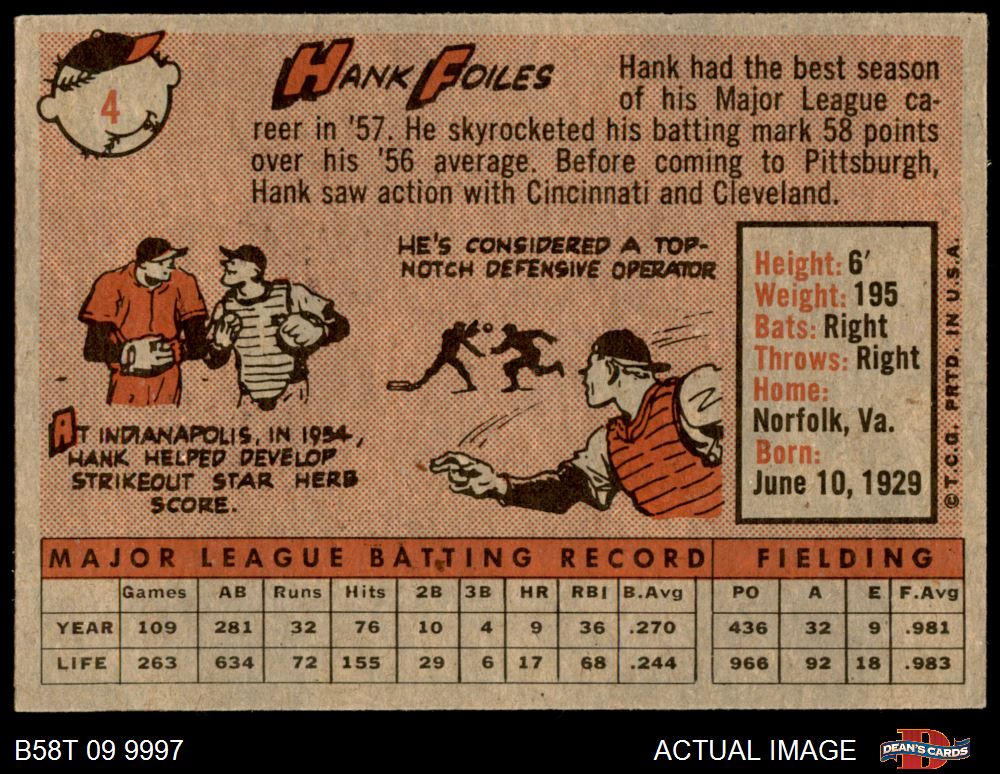 4
HANK FOILES
Hank had the best season
of his Major League ca-
reer in '57. He skyrocketed his batting mark 58 points
over his '56 average. Before coming to Pittsburgh,
Hank saw action with Cincinnati and Cleveland.
HE'S CONSIDERED A TOP-
NOTCH DEFENSIVE OPERATOR
AT INDIANAPOLIS, IN 1954,
HANK HELPED DEVELOP
STRIKEOUT STAR HERB
SCORE.
Height: 6'
Weight: 195
Bats: Right
Throws: Right
Home:
Norfolk, Va.
Born:
June 10, 1929
© T.C.G. PRTD. IN U.S.A.
MAJOR LEAGUE BATTING RECORD FIELDING
Games AB Runs Hits 2B 3B HR RBI B.Avg PO A E F.Avg
YEAR 109 281 32 76 10 4 9 36 .270 436 32 9 .981
LIFE 263 634 72 155 29 6 17 68 .244 966 92 18 .983
B58T 09 9997 ACTUAL IMAGE DEAN'S CARDS